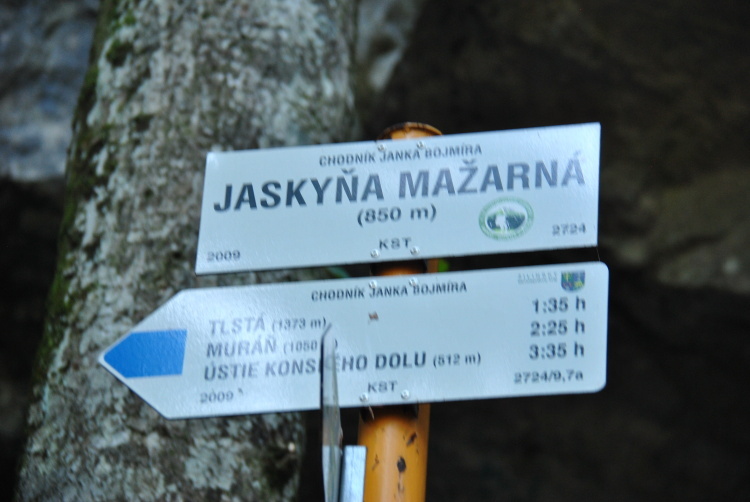 CHODNÍK JANKA BOJMÍRA
JASKYŇA MAŽARNÁ
(850 m)
2009 KST 2724
CHODNÍK JANKA BOJMÍRA
TLSTÁ (1373 m) 1:35 h
MURÁŇ (1050 2:25 h
ÚSTIE KONSKÉHO DOLU (512 m) 3:35 h
2009 KST 2724/9,7a